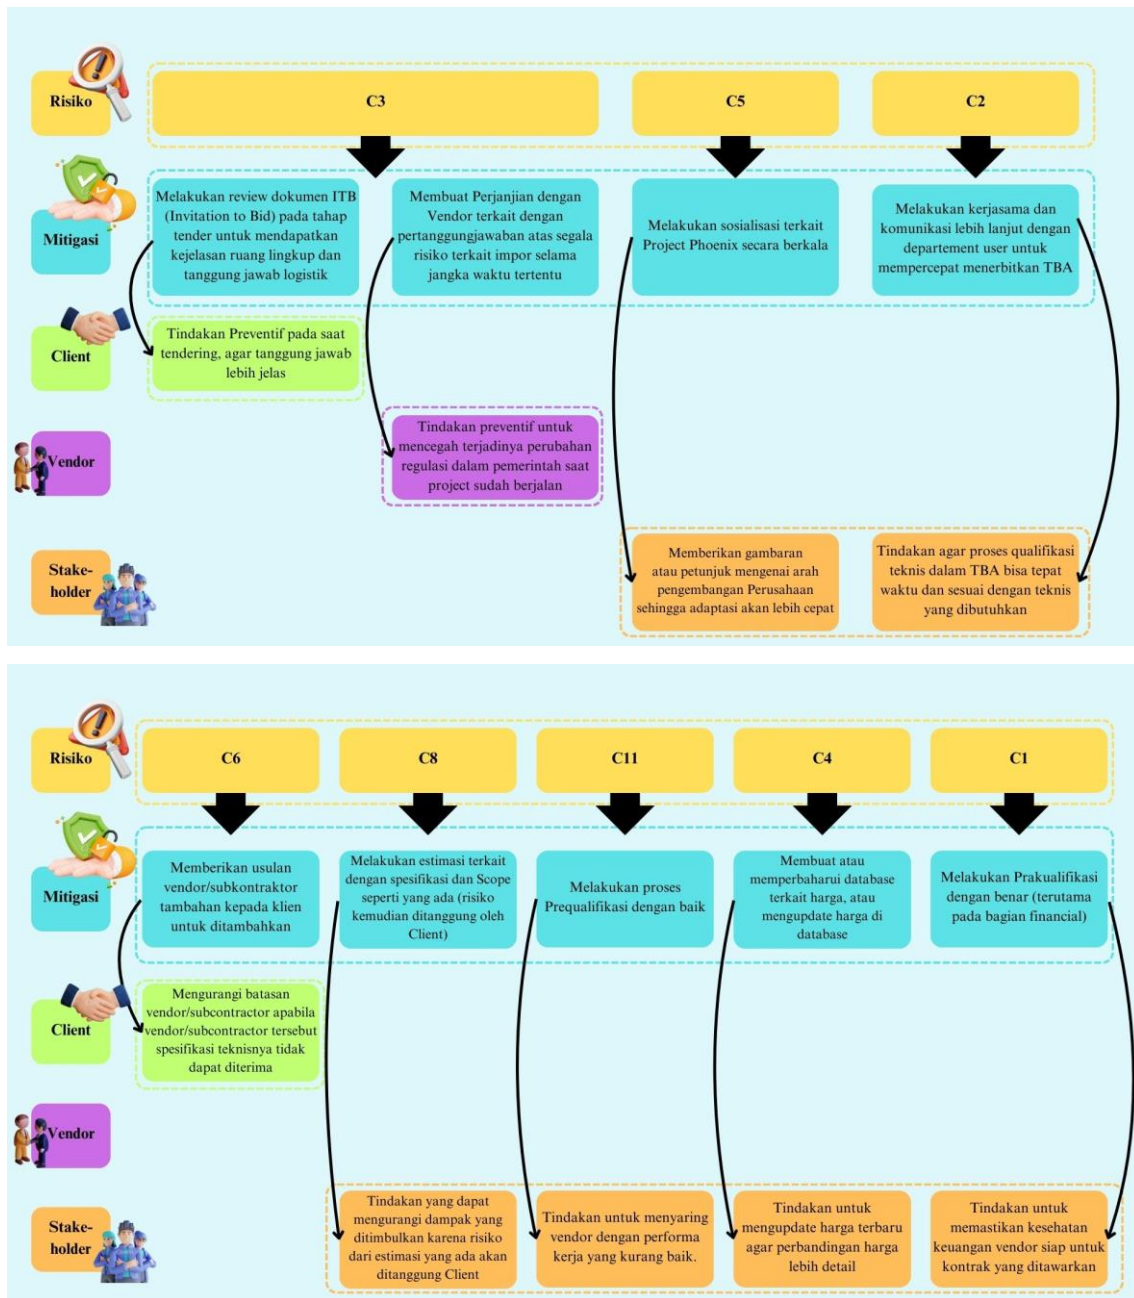 Risiko
C3
C5
C2
Mitigasi
Melakukan review dokumen ITB
(Invitation to Bid) pada tahap
tender untuk mendapatkan
kejelasan ruang lingkup dan
tanggung jawab logistik
Membuat Perjanjian dengan
Vendor terkait dengan
pertanggungjawaban atas segala
risiko terkait impor selama
jangka waktu tertentu
Melakukan sosialisasi terkait
Project Phoenix secara berkala
Melakukan kerjasama dan
komunikasi lebih lanjut dengan
departement user untuk
mempercepat menerbitkan TBA
Client
Tindakan Preventif pada saat
tendering, agar tanggung jawab
lebih jelas
Vendor
Tindakan preventif untuk
mencegah terjadinya perubahan
regulasi dalam pemerintah saat
project sudah berjalan
Stake-
holder
Memberikan gambaran
atau petunjuk mengenai arah
pengembangan Perusahaan
sehingga adaptasi akan lebih cepat
Tindakan agar proses qualifikasi
teknis dalam TBA bisa tepat
waktu dan sesuai dengan teknis
yang dibutuhkan
Risiko
C6
C8
C11
C4
C1
Mitigasi
Memberikan usulan
vendor/subkontraktor
tambahan kepada klien
untuk ditambahkan
Melakukan estimasi terkait
dengan spesifikasi dan Scope
seperti yang ada (risiko
kemudian ditanggung oleh
Client)
Melakukan proses
Prequalifikasi dengan baik
Membuat atau
memperbaharui database
terkait harga, atau
mengupdate harga di
database
Melakukan Prakualifikasi
dengan benar (terutama
pada bagian financial)
Client
Mengurangi batasan
vendor/subcontractor apabila
vendor/subcontractor tersebut
spesifikasi teknisnya tidak
dapat diterima
Vendor
Stake-
holder
Tindakan yang dapat
mengurangi dampak yang
ditimbulkan karena risiko
dari estimasi yang ada akan
ditanggung Client
Tindakan untuk menyaring
vendor dengan performa
kerja yang kurang baik.
Tindakan untuk
mengupdate harga terbaru
agar perbandingan harga
lebih detail
Tindakan untuk
memastikan kesehatan
keuangan vendor siap untuk
kontrak yang ditawarkan